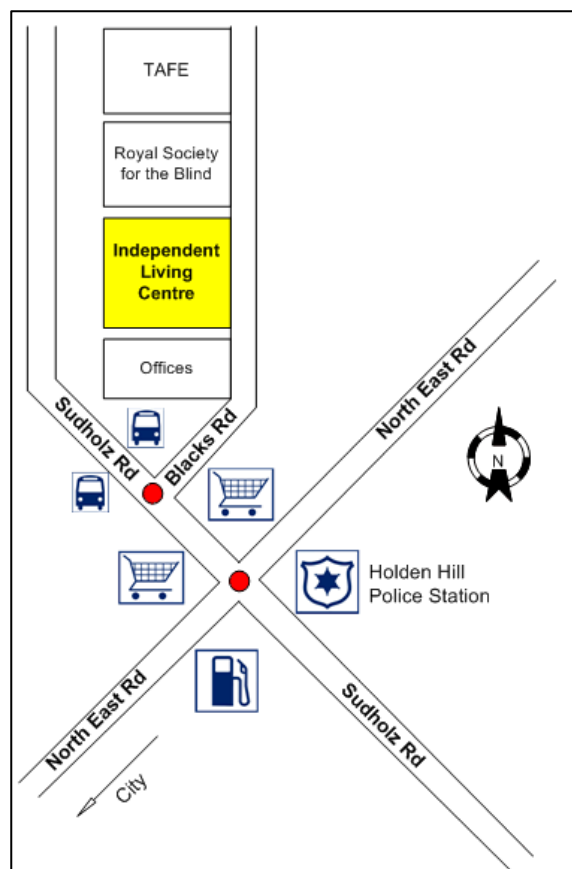 TAFE
Royal Society
for the Blind
Independent
Living
Centre
Offices
Sudholz Rd
Blacks Rd
North East Rd
N
Holden Hill
Police Station
North East Rd
Sudholz Rd
City